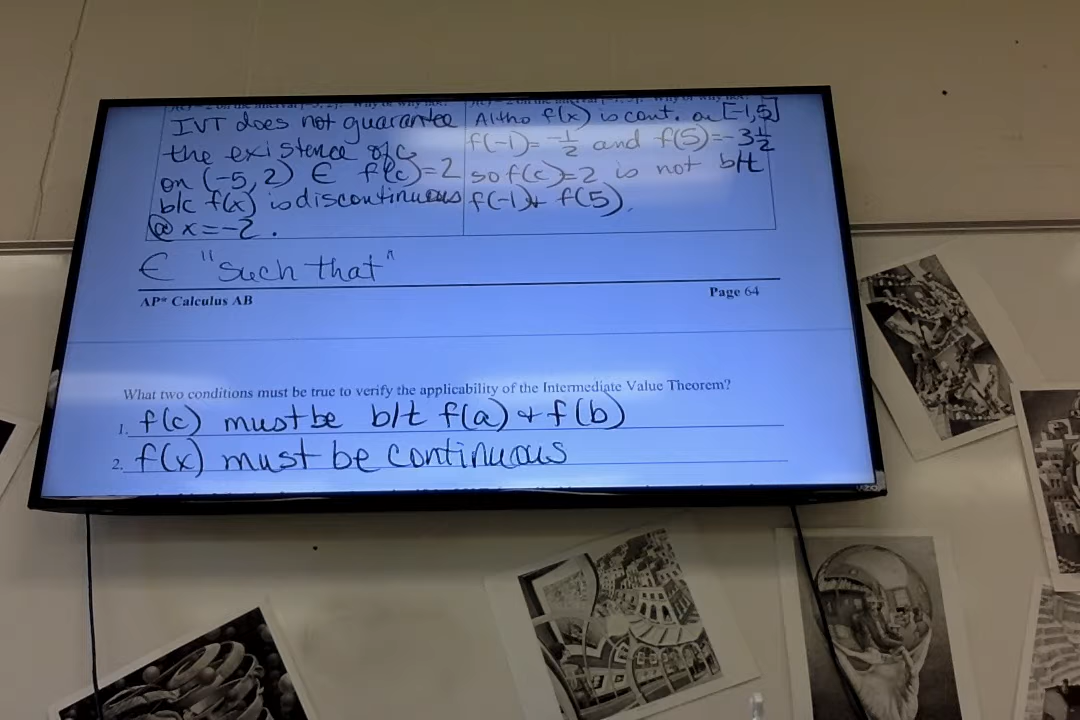 IVT does not guarantee
the existence of c
on (-5, 2) ∈ f(c)=2
b/c f(x) is discontinuous
@ x=-2.
Altho f(x) is cont. on [-1,5]
f(-1)= -1/2 and f(5)=-3 1/2
so f(c)=2 is not b/t
f(-1) + f(5).
∈ "such that"
AP® Calculus AB
Page 64
What two conditions must be true to verify the applicability of the Intermediate Value Theorem?
1. f(c) must be b/t f(a) + f(b)
2. f(x) must be continuous
VIZIO